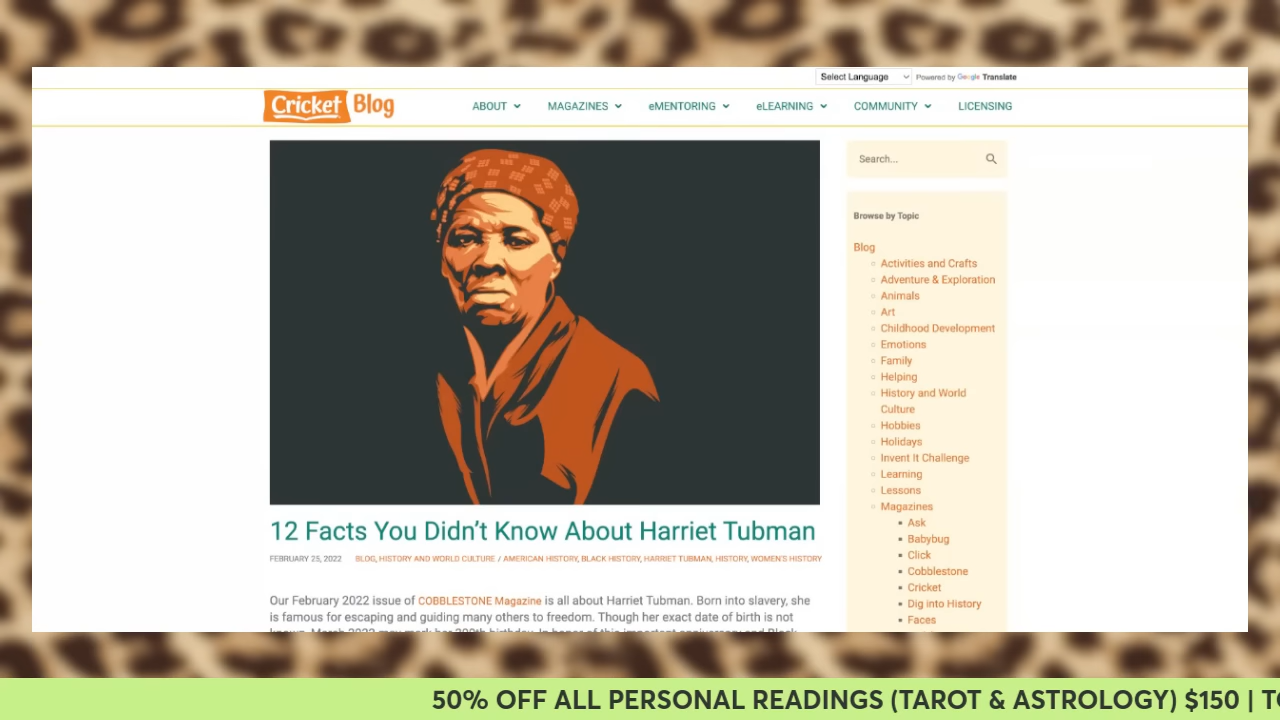 Select Language
Powered by Google Translate
Cricket Blog
ABOUT
MAGAZINES
eMENTORING
eLEARNING
COMMUNITY
LICENSING
Search...
Browse by Topic
Blog
Activities and Crafts
Adventure & Exploration
Animals
Art
Childhood Development
Emotions
Family
Helping
History and World
Culture
Hobbies
Holidays
Invent It Challenge
Learning
Lessons
Magazines
Ask
Babybug
Click
Cobblestone
Cricket
Dig into History
Faces
12 Facts You Didn't Know About Harriet Tubman
FEBRUARY 25, 2022 BLOG, HISTORY AND WORLD CULTURE / AMERICAN HISTORY, BLACK HISTORY, HARRIET TUBMAN, HISTORY, WOMEN'S HISTORY
Our February 2022 issue of COBBLESTONE Magazine is all about Harriet Tubman. Born into slavery, she
is famous for escaping and guiding many others to freedom. Though her exact date of birth is not
50% OFF ALL PERSONAL READINGS (TAROT & ASTROLOGY) $150 |